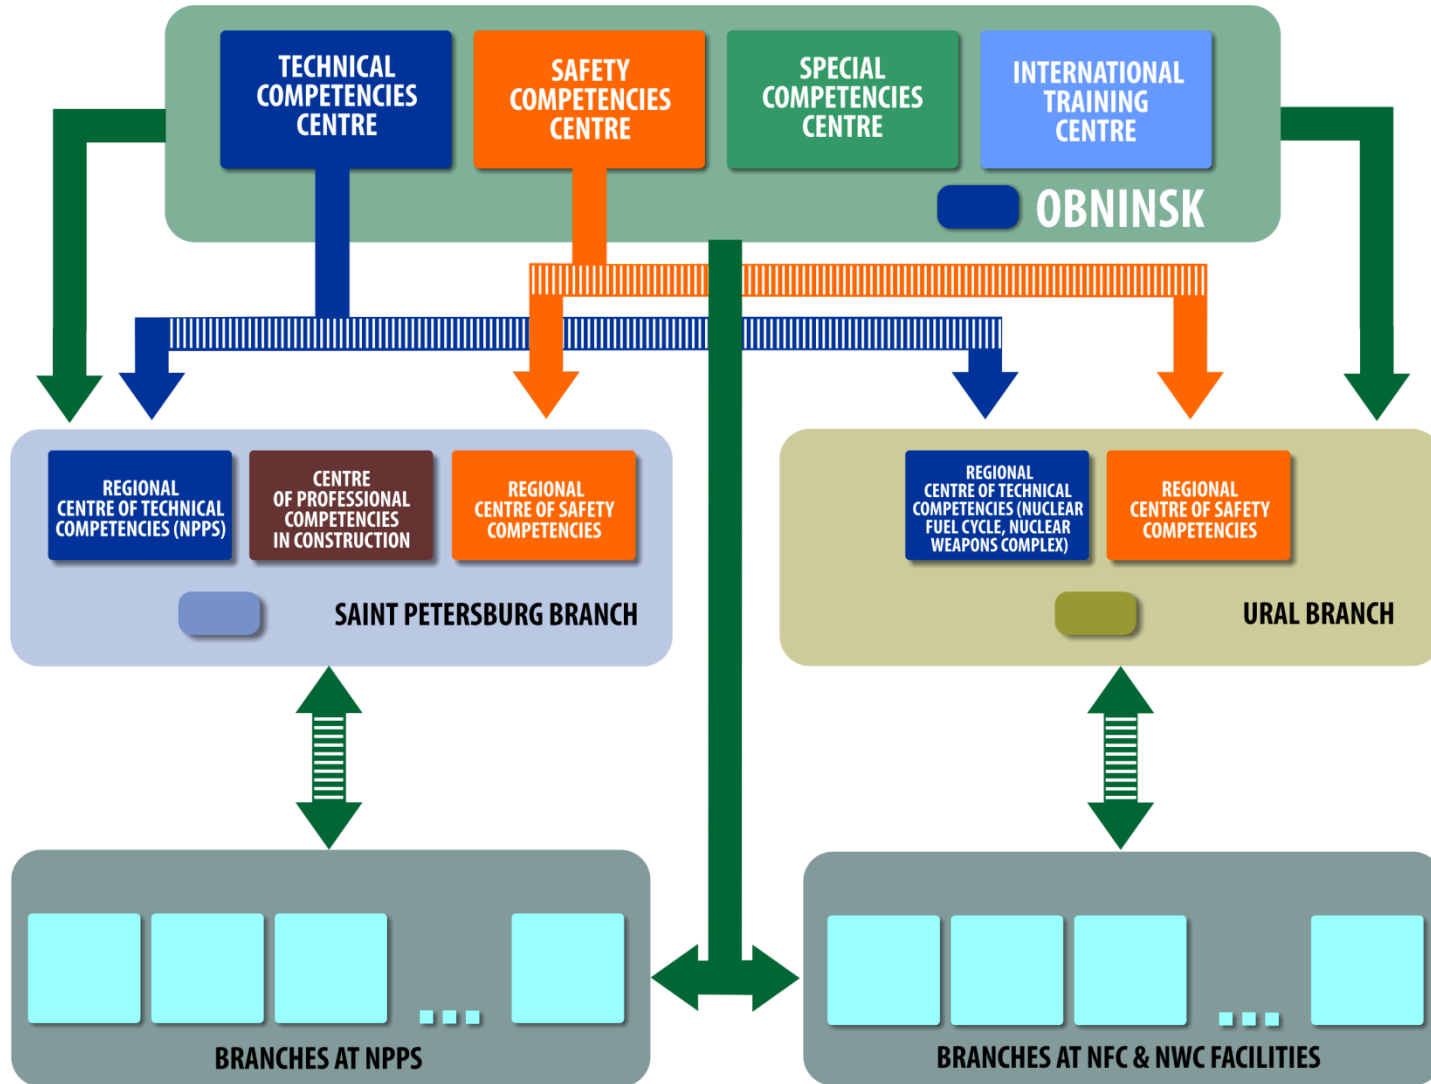 TECHNICAL
COMPETENCIES
CENTRE
SAFETY
COMPETENCIES
CENTRE
SPECIAL
COMPETENCIES
CENTRE
INTERNATIONAL
TRAINING
CENTRE
OBNINSK
REGIONAL
CENTRE OF TECHNICAL
COMPETENCIES (NPPS)
CENTRE
OF PROFESSIONAL
COMPETENCIES
IN CONSTRUCTION
REGIONAL
CENTRE OF SAFETY
COMPETENCIES
SAINT PETERSBURG BRANCH
REGIONAL
CENTRE OF TECHNICAL
COMPETENCIES (NUCLEAR
FUEL CYCLE, NUCLEAR
WEAPONS COMPLEX)
REGIONAL
CENTRE OF SAFETY
COMPETENCIES
URAL BRANCH
BRANCHES AT NPPS
BRANCHES AT NFC & NWC FACILITIES